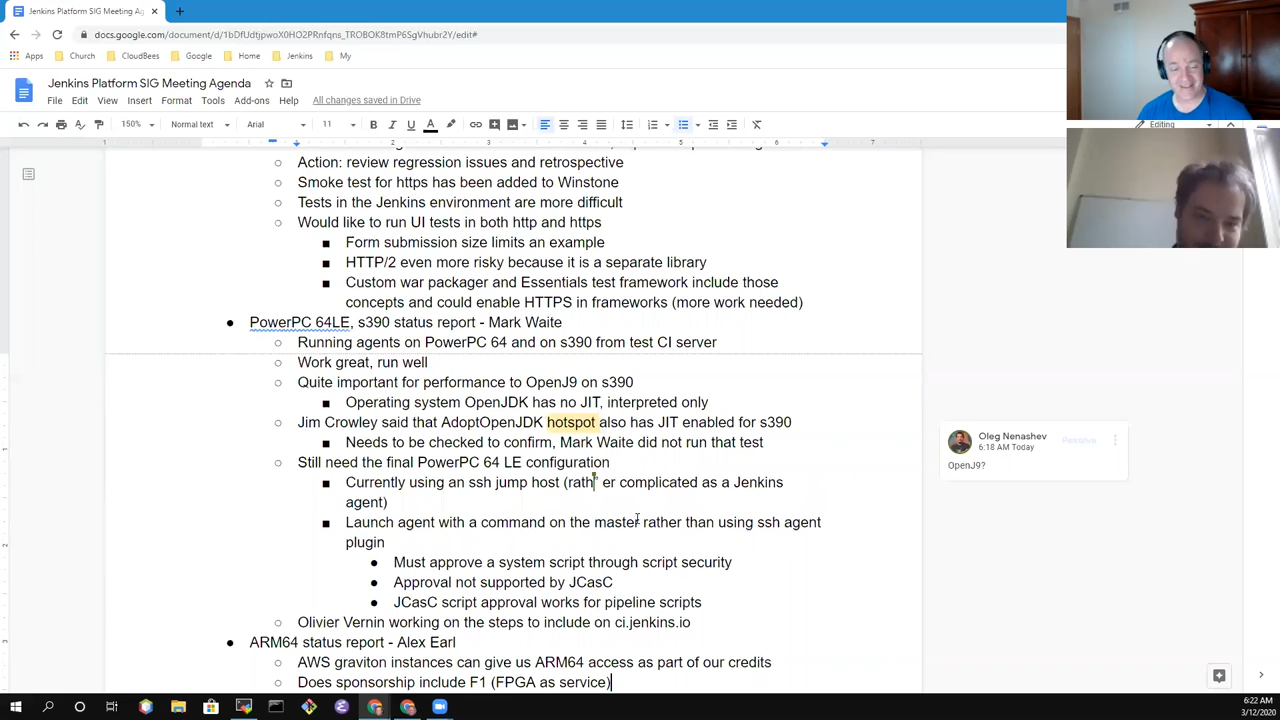 Jenkins Platform SIG Meeting Ag
docs.google.com/document/d/1bDfUdtjpwoX0HO2PRnfqns_TROBOK8tmP6SgVhubr2Y/edit#
Apps Church CloudBees Google Home Jenkins My
Jenkins Platform SIG Meeting Agenda
File Edit View Insert Format Tools Add-ons Help All changes saved in Drive
150% Normal text Arial 11 Editing
1 2 3 4 5 6 7
Action: review regression issues and retrospective
Smoke test for https has been added to Winstone
Tests in the Jenkins environment are more difficult
Would like to run UI tests in both http and https
Form submission size limits an example
HTTP/2 even more risky because it is a separate library
Custom war packager and Essentials test framework include those
concepts and could enable HTTPS in frameworks (more work needed)
PowerPC 64LE, s390 status report - Mark Waite
Running agents on PowerPC 64 and on s390 from test CI server
Work great, run well
Quite important for performance to OpenJ9 on s390
Operating system OpenJDK has no JIT, interpreted only
Jim Crowley said that AdoptOpenJDK hotspot also has JIT enabled for s390
Needs to be checked to confirm, Mark Waite did not run that test
Still need the final PowerPC 64 LE configuration
Currently using an ssh jump host (rath er complicated as a Jenkins
agent)
Launch agent with a command on the master rather than using ssh agent
plugin
Must approve a system script through script security
Approval not supported by JCasC
JCasC script approval works for pipeline scripts
Olivier Vernin working on the steps to include on ci.jenkins.io
ARM64 status report - Alex Earl
AWS graviton instances can give us ARM64 access as part of our credits
Does sponsorship include F1 (FPGA as service)
Oleg Nenashev
Resolve
6:18 AM Today
OpenJ9?
6:22 AM
3/12/2020